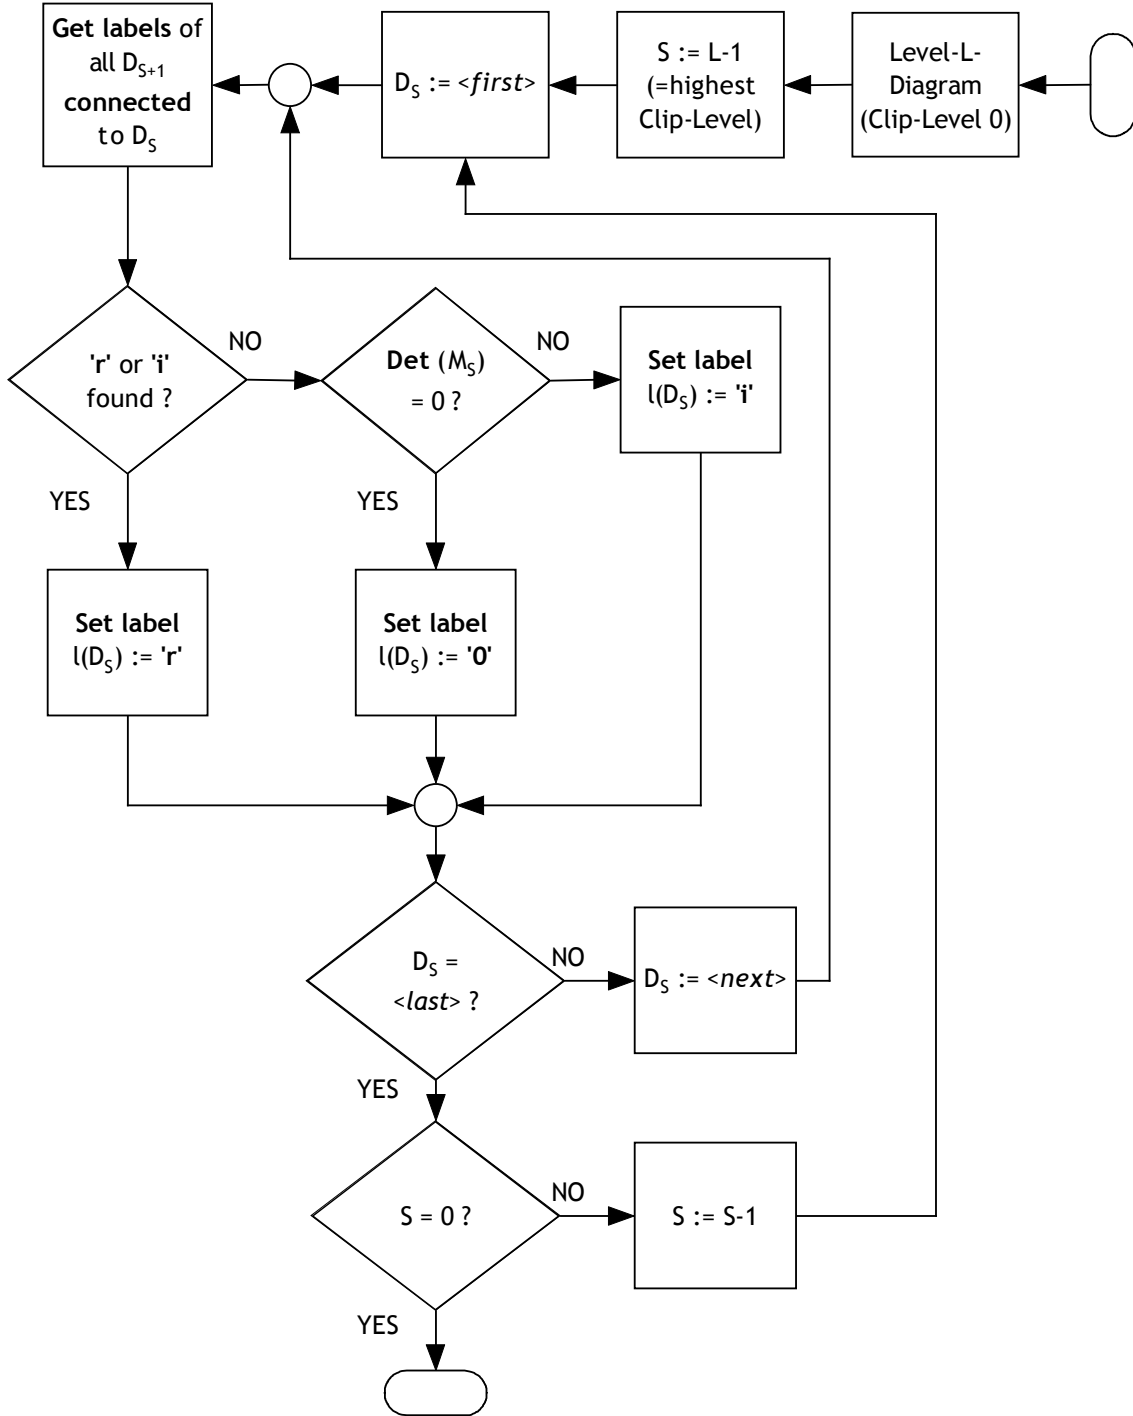 Get labels of
all D_{S+1}
connected
to D_S
D_S := <first>
S := L-1
(=highest
Clip-Level)
Level-L-
Diagram
(Clip-Level 0)
'r' or 'i'
found ?
NO
Det (M_S)
= 0 ?
NO
Set label
l(D_S) := 'i'
YES
YES
Set label
l(D_S) := 'r'
Set label
l(D_S) := '0'
D_S =
<last> ?
NO
D_S := <next>
YES
S = 0 ?
NO
S := S-1
YES